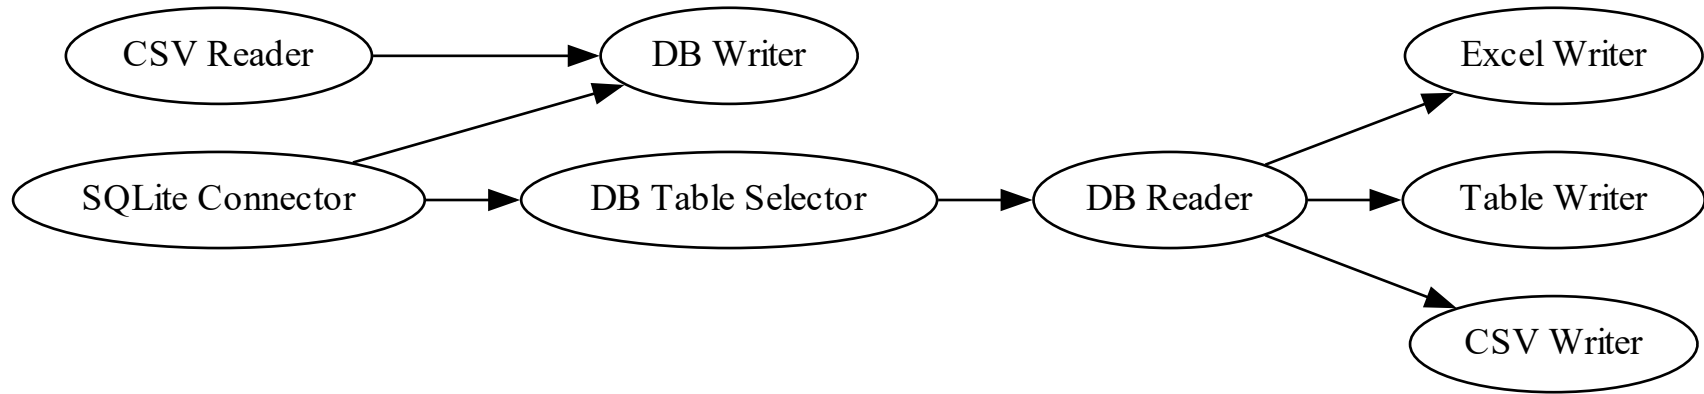 CSV Reader
DB Writer
Excel Writer
SQLite Connector
DB Table Selector
DB Reader
Table Writer
CSV Writer